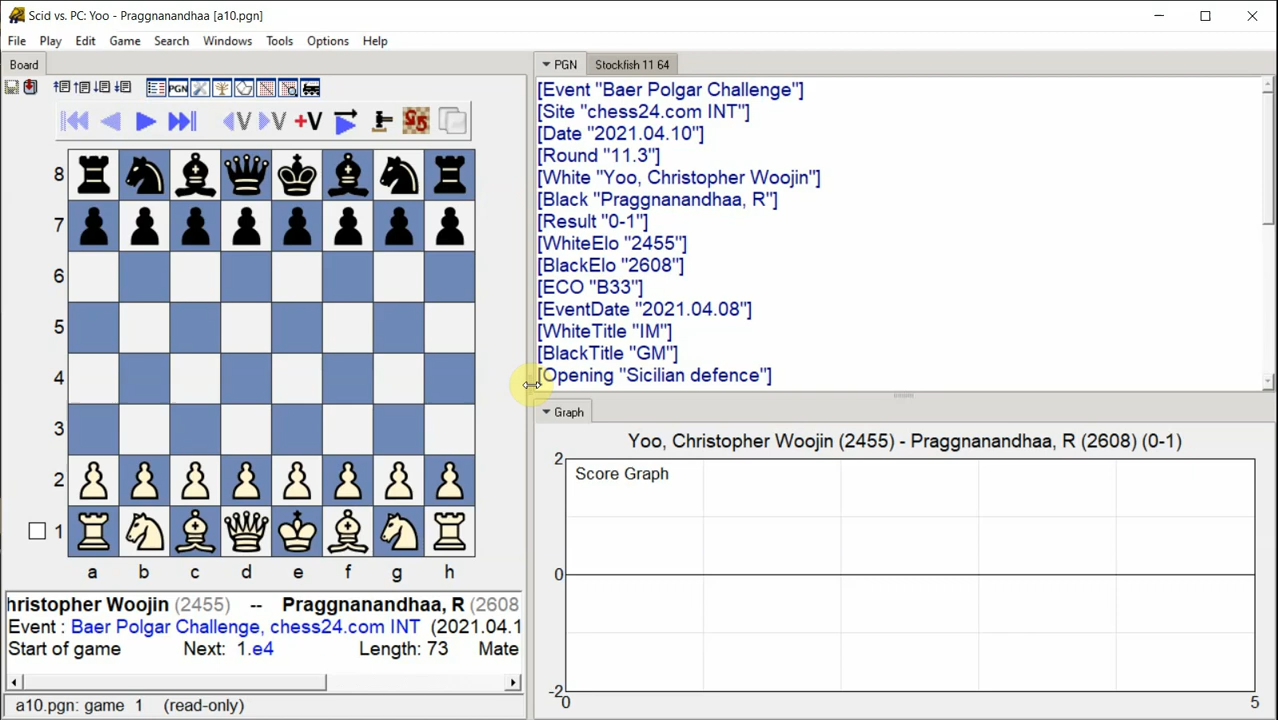 Scid vs. PC: Yoo - Praggnanandhaa [a10.pgn]
File Play Edit Game Search Windows Tools Options Help
Board
PGN
V V +V
8
7
6
5
4
3
2
1
a b c d e f g h
hristopher Woojin (2455) -- Praggnanandhaa, R (2608
Event : Baer Polgar Challenge, chess24.com INT (2021.04.1
Start of game Next: 1.e4 Length: 73 Mate
a10.pgn: game 1 (read-only)
PGN Stockfish 11 64
[Event "Baer Polgar Challenge"]
[Site "chess24.com INT"]
[Date "2021.04.10"]
[Round "11.3"]
[White "Yoo, Christopher Woojin"]
[Black "Praggnanandhaa, R"]
[Result "0-1"]
[WhiteElo "2455"]
[BlackElo "2608"]
[ECO "B33"]
[EventDate "2021.04.08"]
[WhiteTitle "IM"]
[BlackTitle "GM"]
[Opening "Sicilian defence"]
Graph
Yoo, Christopher Woojin (2455) - Praggnanandhaa, R (2608) (0-1)
Score Graph
2
0
-2
0 5